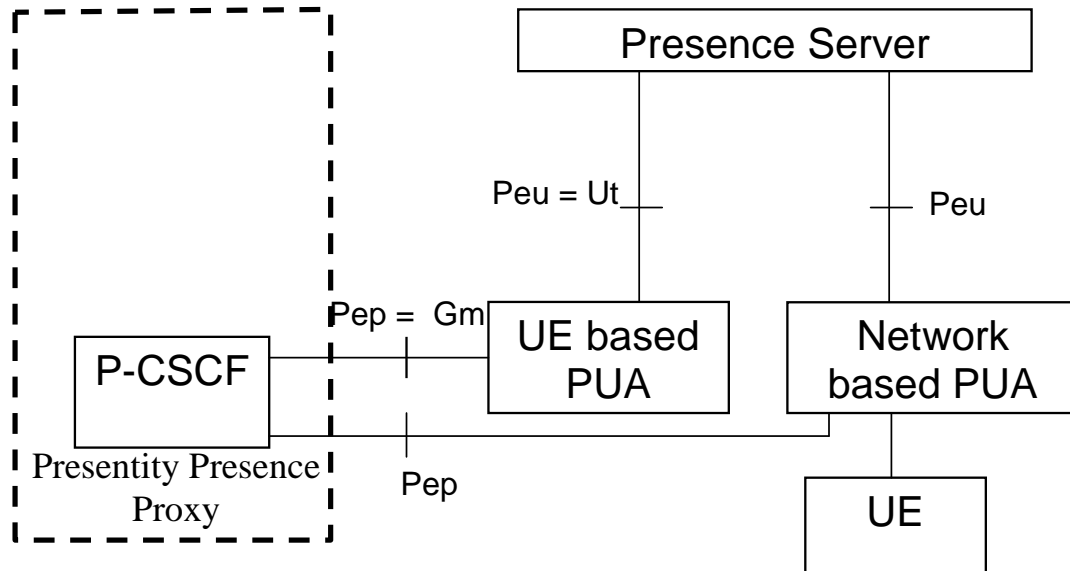 Presence Server
Peu = Ut
Peu
Pep = Gm
UE based
PUA
Network
based PUA
P-CSCF
Presentity Presence
Proxy
Pep
UE